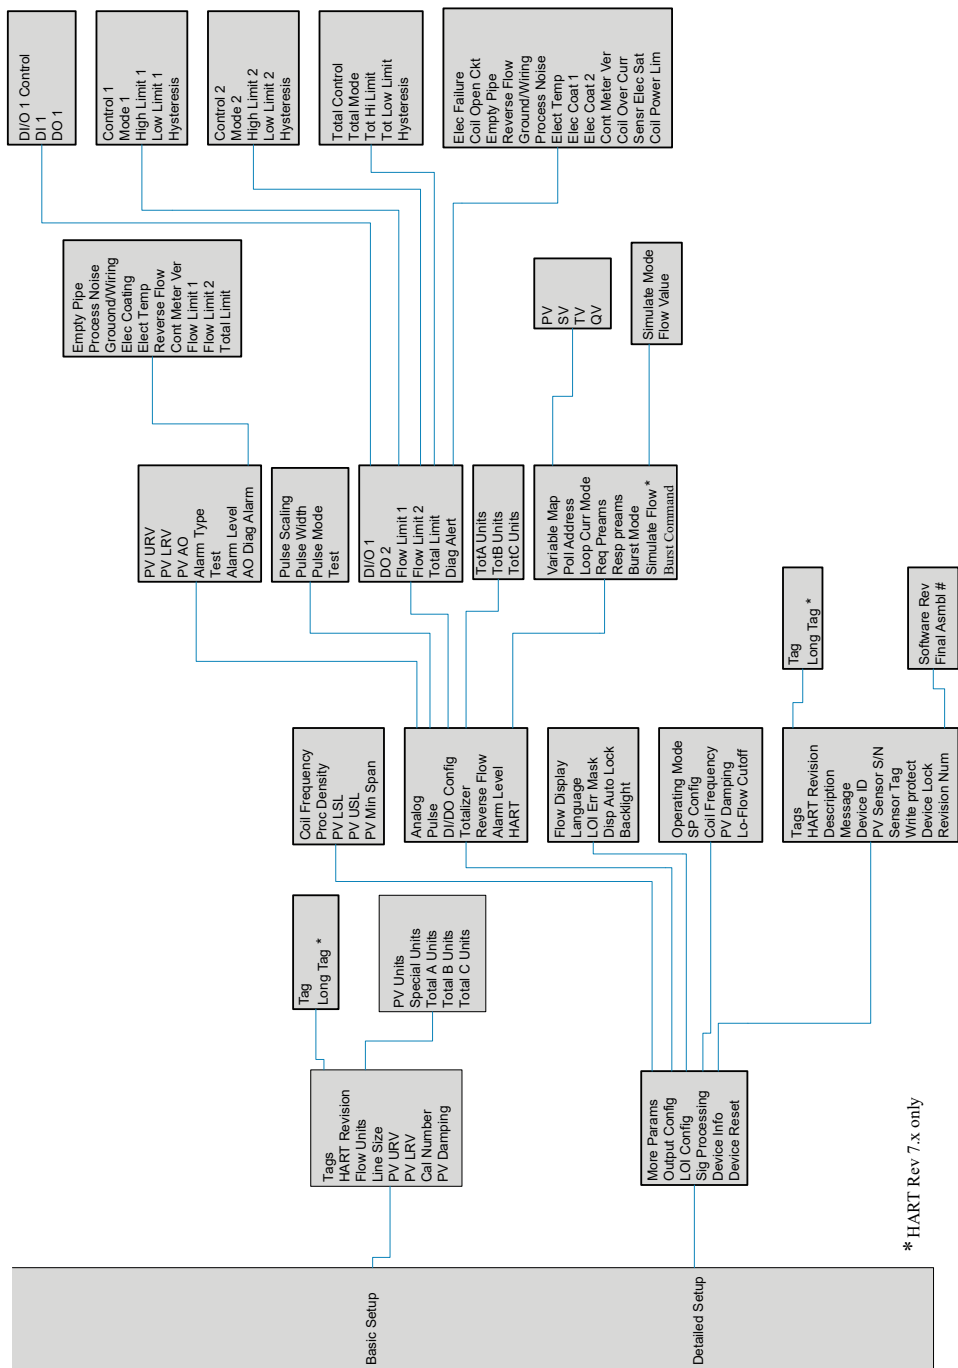 Basic Setup
Detailed Setup
Tags
HART Revision
Flow Units
Line Size
PV URV
PV LRV
Cal Number
PV Damping
Tag
Long Tag *
PV Units
Special Units
Total A Units
Total B Units
Total C Units
More Params
Output Config
LOI Config
Sig Processing
Device Info
Device Reset
Coil Frequency
Proc Density
PV LSL
PV USL
PV MIin Span
Analog
Pulse
DI/DO Config
Totalizer
Reverse Flow
Alarm Level
HART
Flow Display
Language
LOI Err Mask
Disp Auto Lock
Backlight
Operating Mode
SP Config
Coil Frequency
PV Damping
Lo-Flow Cutoff
Tags
HART Revision
Description
Message
Device ID
PV Sensor S/N
Sensor Tag
Write protect
Device Lock
Revision Num
PV URV
PV LRV
PV AO
Alarm Type
Test
Alarm Level
AO Diag Alarm
Pulse Scaling
Pulse Width
Pulse Mode
Test
DI/O 1
DO 2
Flow Limit 1
Flow Limit 2
Total Limit
Diag Alert
TotA Units
TotB Units
TotC Units
Variable Map
Poll Address
Loop Curr Mode
Req Preams
Resp preams
Burst Mode
Simulate Flow *
Burst Command
Tag
Long Tag *
Software Rev
Final Asmbl #
Empty Pipe
Process Noise
Grouond/Wiring
Elec Coating
Elect Temp
Reverse Flow
Cont Meter Ver
Flow Limit 1
Flow Limit 2
Total Limit
PV
SV
TV
QV
Simulate Mode
Flow Value
DI/O 1 Control
DI 1
DO 1
Control 1
Mode 1
High Limit 1
Low Limit 1
Hysteresis
Control 2
Mode 2
High Limit 2
Low Limit 2
Hysteresis
Total Control
Total Mode
Tot Hi Limit
Tot Low Limit
Hysteresis
Elec Failure
Coil Open Ckt
Empty Pipe
Reverse Flow
Ground/Wiring
Process Noise
Elect Temp
Elec Coat 1
Elec Coat 2
Cont Meter Ver
Coil Over Curr
Sensr Elec Sat
Coil Power Lim
* HART Rev 7.x only